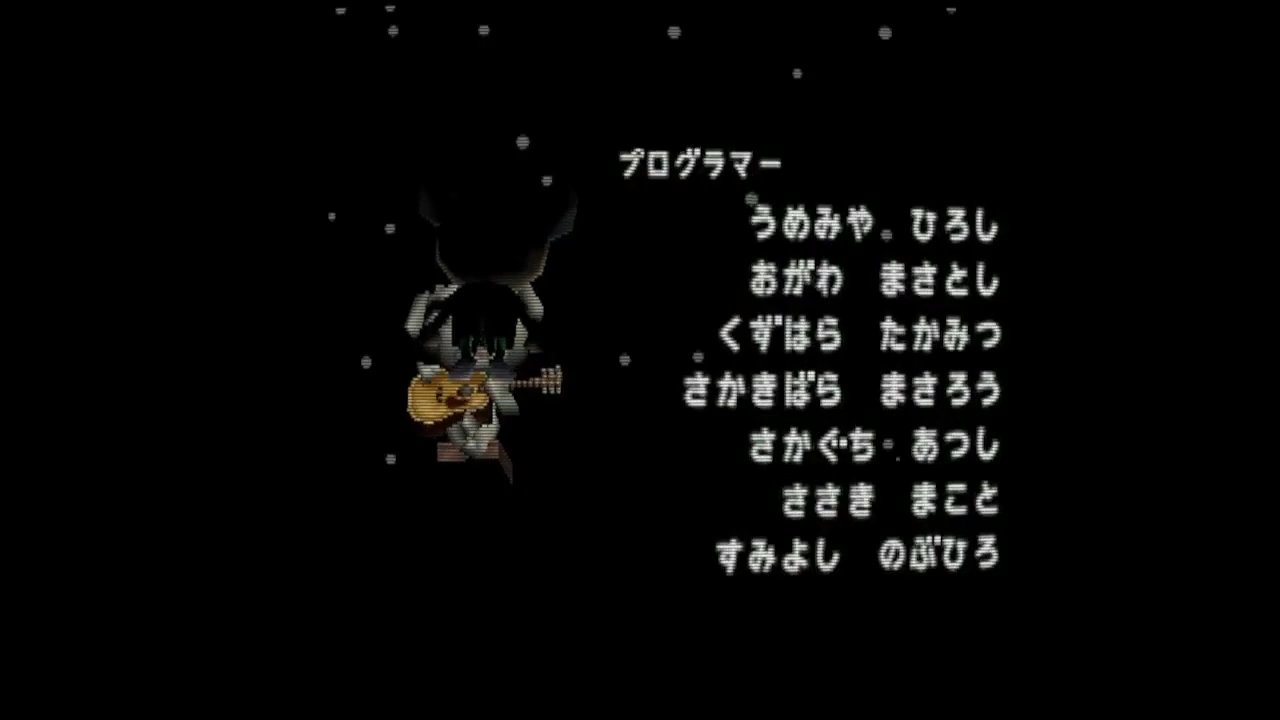 プログラマー
うめみや ひろし
おがわ まさとし
くずはら たかみつ
さかきばら まさろう
さかぐち あつし
ささき まこと
すみよし のぶひろ